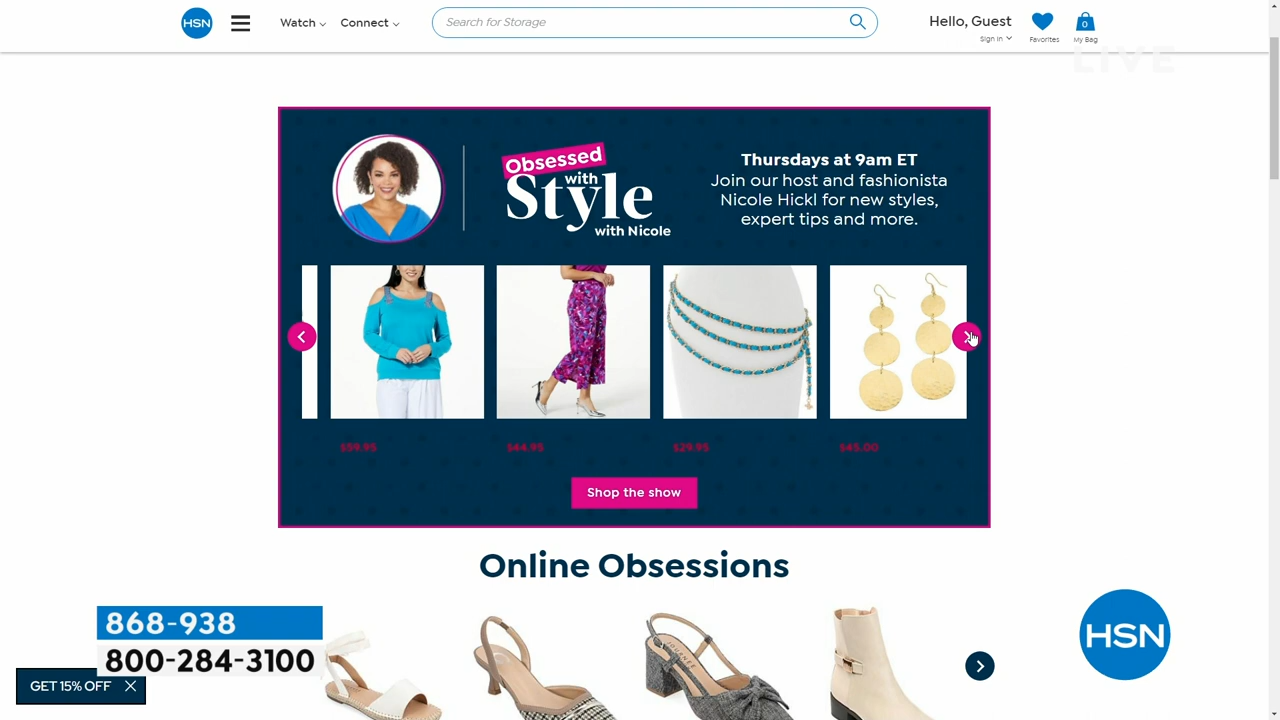 HSN
Watch
Connect
Search for Storage
Hello, Guest
Sign In
Favorites
0
My Bag
LIVE
Obsessed
with
Style
with Nicole
Thursdays at 9am ET
Join our host and fashionista
Nicole Hickl for new styles,
expert tips and more.
$59.95
$44.95
$29.95
$45.00
Shop the show
Online Obsessions
868-938
800-284-3100
GET 15% OFF
HSN